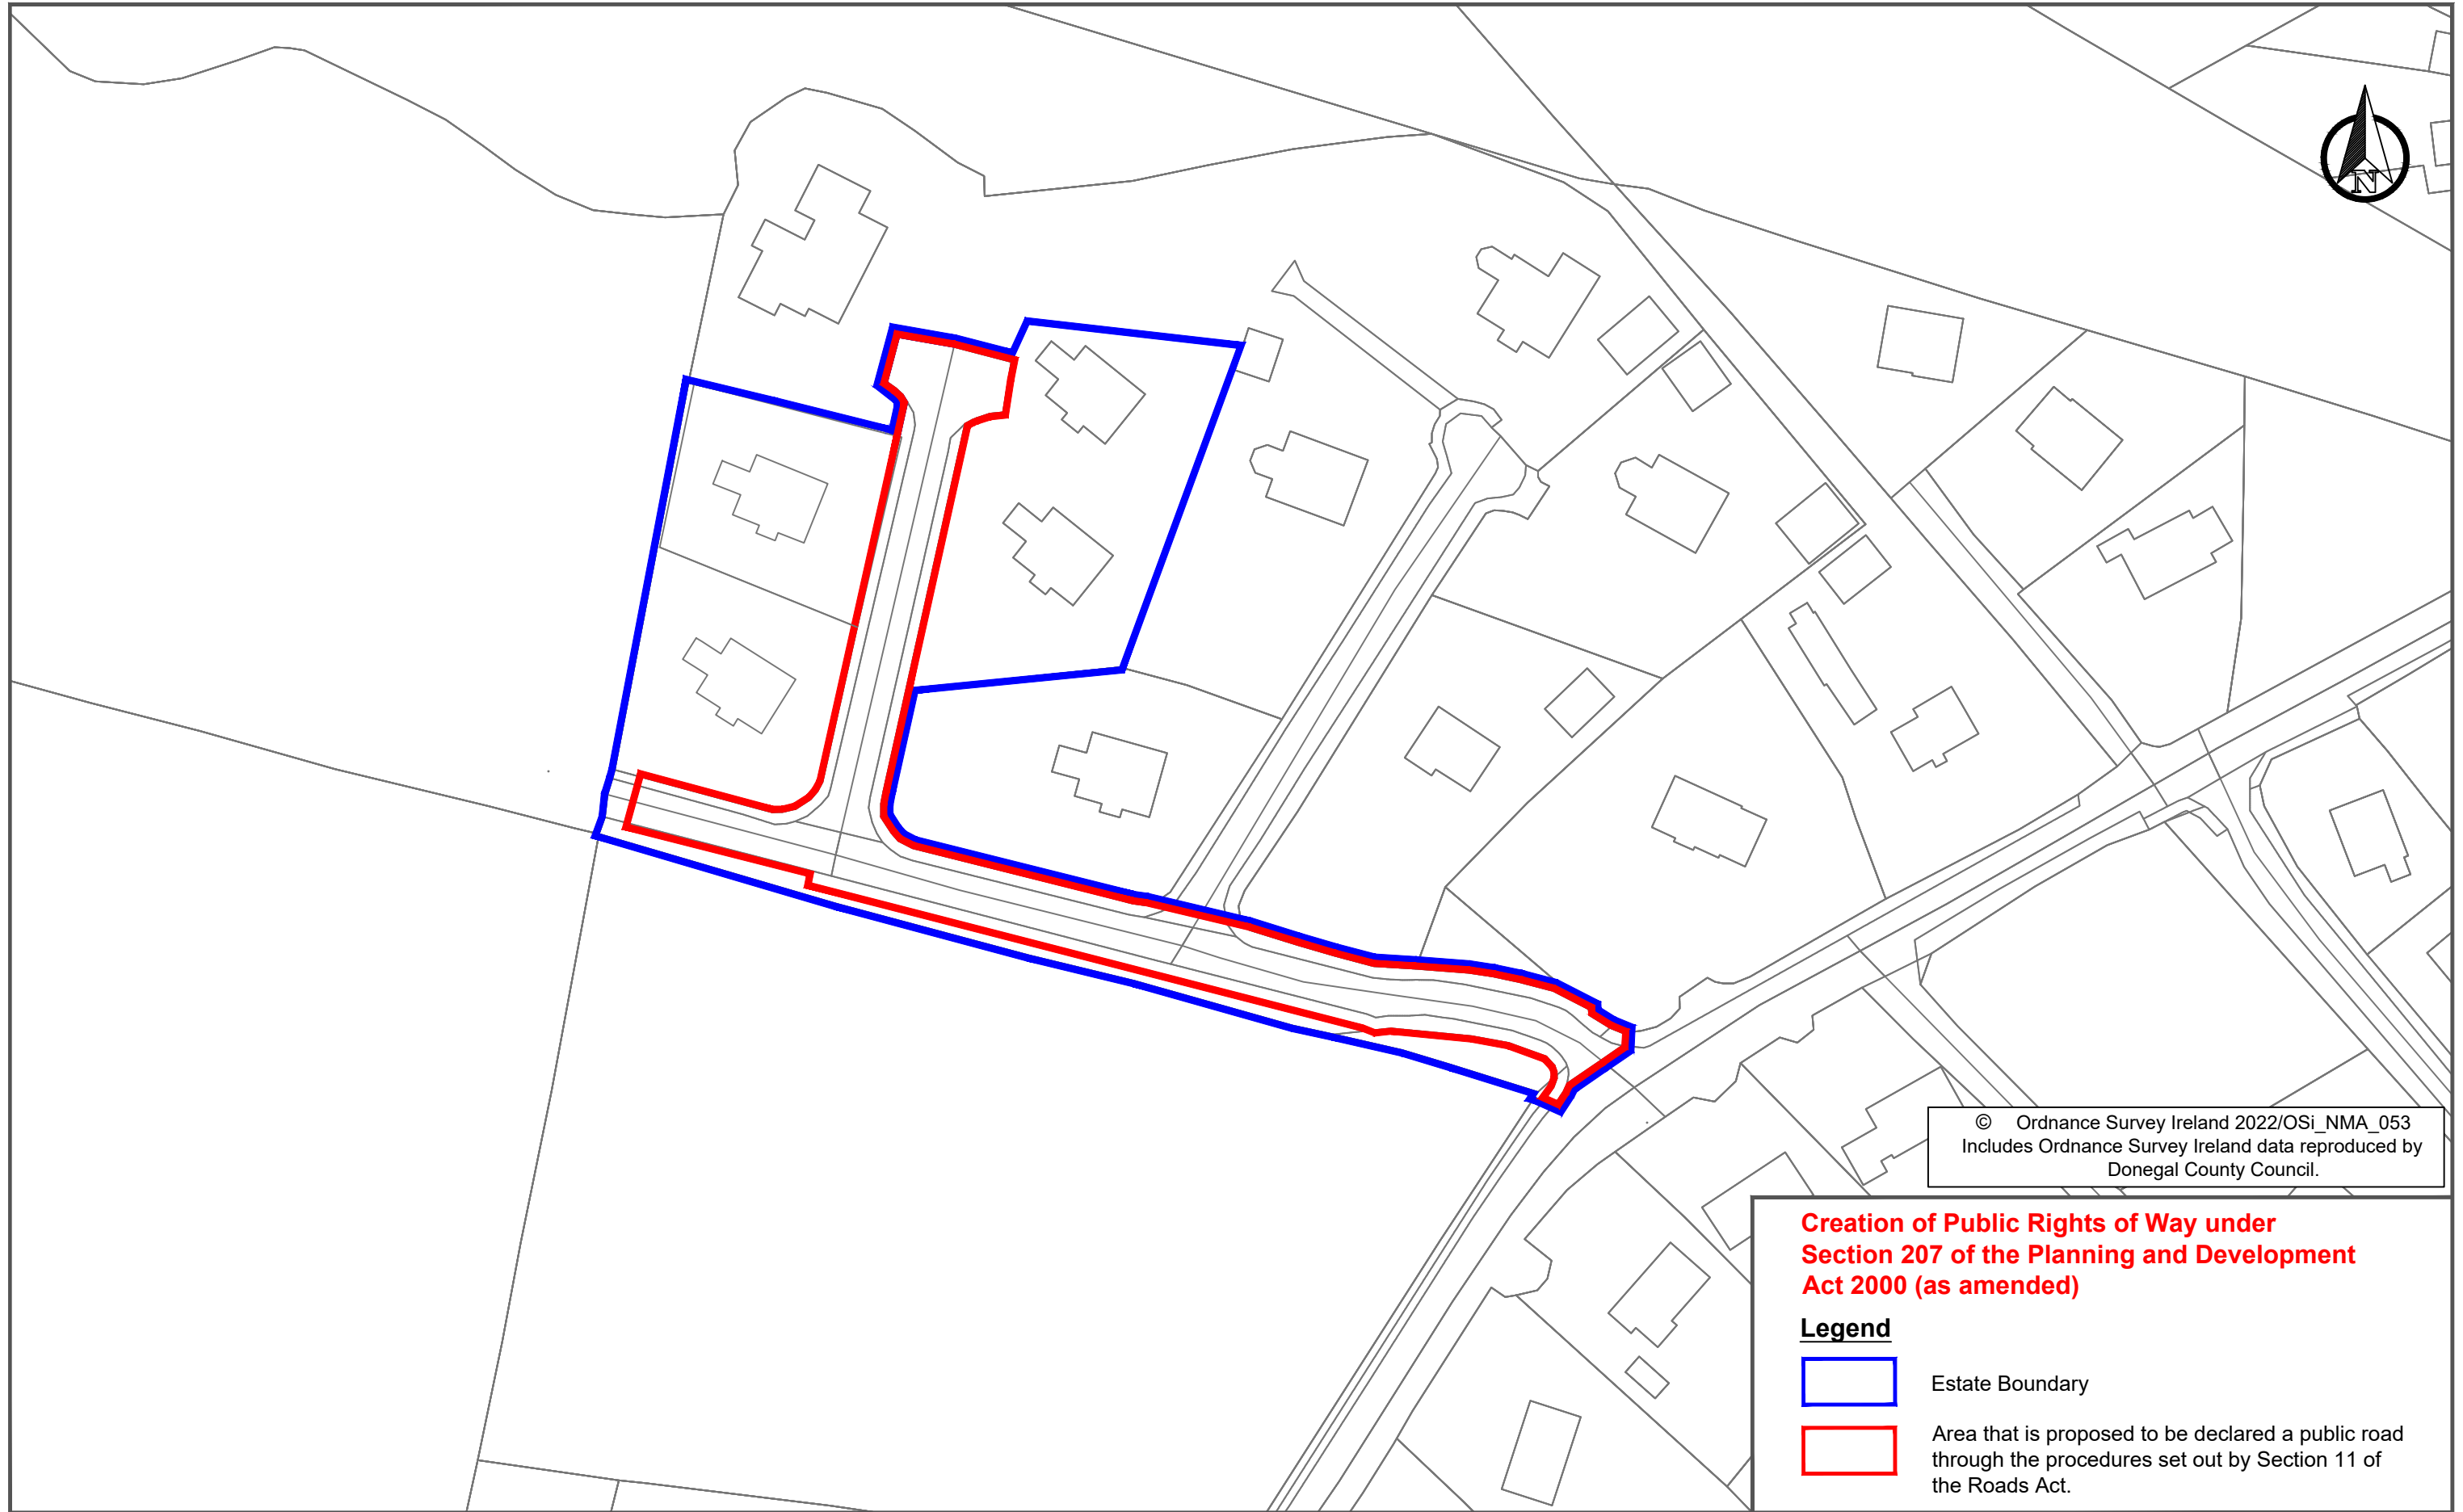 N
© Ordnance Survey Ireland 2022/OSi_NMA_053
Includes Ordnance Survey Ireland data reproduced by
Donegal County Council.
Creation of Public Rights of Way under
Section 207 of the Planning and Development
Act 2000 (as amended)
Legend
Estate Boundary
Area that is proposed to be declared a public road
through the procedures set out by Section 11 of
the Roads Act.